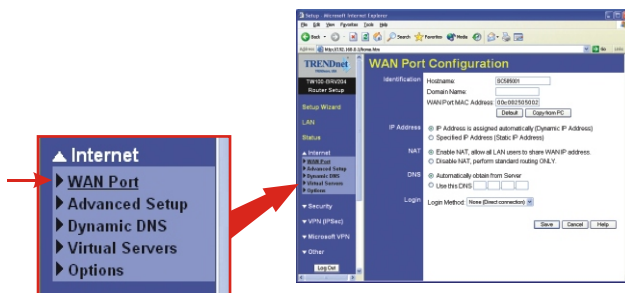 Internet
WAN Port
Advanced Setup
Dynamic DNS
Virtual Servers
Options
Setup - Microsoft Internet Explorer
File Edit View Favorites Tools Help
Back Search Favorites Media
Address
Go Links
TRENDnet
TW100-BRV204
Router Setup
Setup Wizard
LAN
Status
Internet
WAN Port
Advanced Setup
Dynamic DNS
Virtual Servers
Options
Security
VPN (IPSec)
Microsoft VPN
Other
Log Out
WAN Port Configuration
Identification Hostname: SC585001
Domain Name:
WAN Port MAC Address: 00c002505002
Default Copy from PC
IP Address IP Address is assigned automatically (Dynamic IP Address)
Specified IP Address (Static IP Address)
NAT Enable NAT, allow all LAN users to share WAN IP address.
Disable NAT, perform standard routing ONLY.
DNS Automatically obtain from Server
Use this DNS
Login Login Method: None (Direct connection)
Save Cancel Help